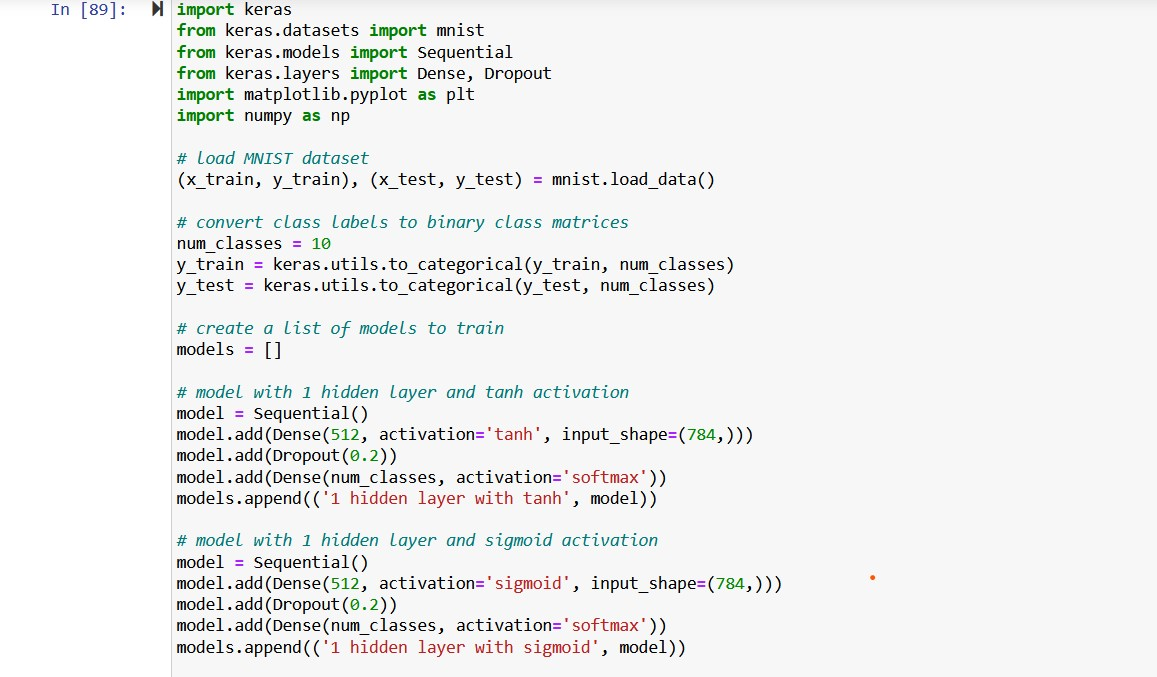 In [89]:
import keras
from keras.datasets import mnist
from keras.models import Sequential
from keras.layers import Dense, Dropout
import matplotlib.pyplot as plt
import numpy as np
# load MNIST dataset
(x_train, y_train), (x_test, y_test) = mnist.load_data()
# convert class labels to binary class matrices
num_classes = 10
y_train = keras.utils.to_categorical(y_train, num_classes)
y_test = keras.utils.to_categorical(y_test, num_classes)
# create a list of models to train
models = []
# model with 1 hidden layer and tanh activation
model = Sequential()
model.add(Dense(512, activation='tanh', input_shape=(784,)))
model.add(Dropout(0.2))
model.add(Dense(num_classes, activation='softmax'))
models.append(('1 hidden layer with tanh', model))
# model with 1 hidden layer and sigmoid activation
model = Sequential()
model.add(Dense(512, activation='sigmoid', input_shape=(784,)))
model.add(Dropout(0.2))
model.add(Dense(num_classes, activation='softmax'))
models.append(('1 hidden layer with sigmoid', model))